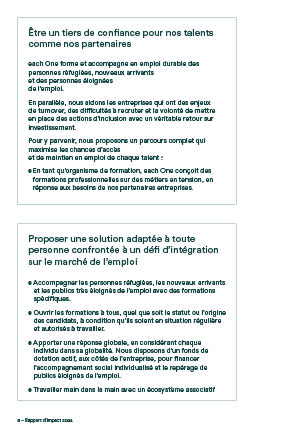 Être un tiers de confiance pour nos talents
comme nos partenaires
each One forme et accompagne en emploi durable des
personnes réfugiées, nouveaux arrivants
et des personnes éloignées
de l'emploi.
En parallèle, nous aidons les entreprises qui ont des enjeux
de turnover, des difficultés à recruter et la volonté de mettre
en place des actions d'inclusion avec un véritable retour sur
investissement.
Pour y parvenir, nous proposons un parcours complet qui
maximise les chances d'accès
et de maintien en emploi de chaque talent :
• En tant qu'organisme de formation, each One conçoit des
formations professionnelles sur des métiers en tension, en
réponse aux besoins de nos partenaires entreprises.
Proposer une solution adaptée à toute
personne confrontée à un défi d'intégration
sur le marché de l'emploi
• Accompagner les personnes réfugiées, les nouveaux arrivants
et les publics très éloignés de l'emploi avec des formations
spécifiques.
• Ouvrir les formations à tous, quel que soit le statut ou l'origine
des candidats, à condition qu'ils soient en situation régulière
et autorisés à travailler.
• Apporter une réponse globale, en considérant chaque
individu dans sa globalité. Nous disposons d'un fonds de
dotation actif, aux côtés de l'entreprise, pour financer
l'accompagnement social individualisé et le repérage de
publics éloignés de l'emploi.
• Travailler main dans la main avec un écosystème associatif
6 – Rapport d'impact 2024